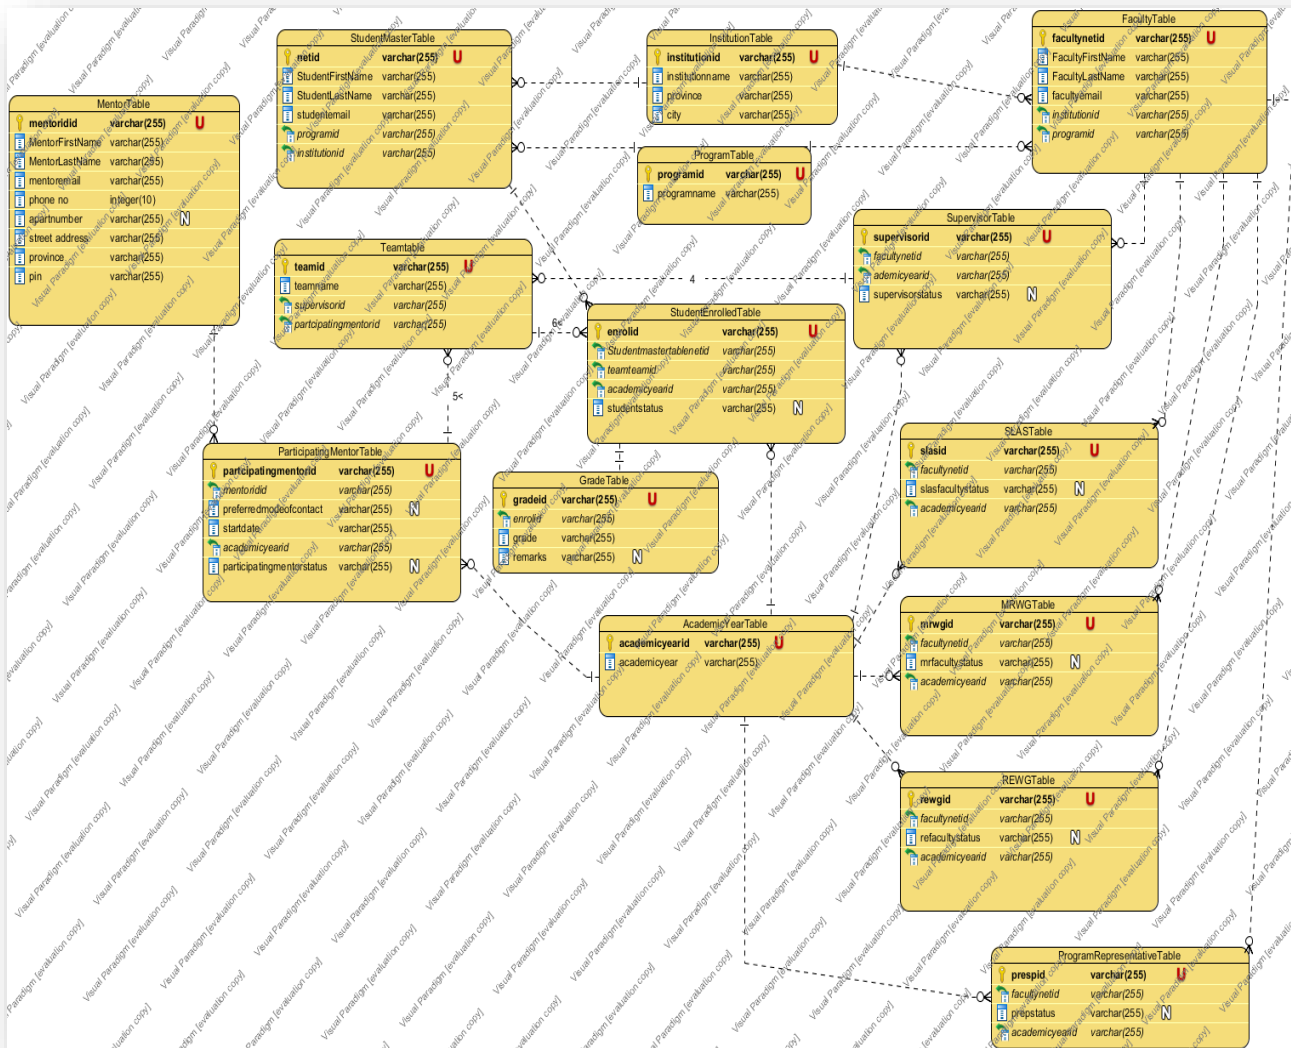 StudentMasterTable
netid varchar(255) U
StudentFirstName varchar(255)
StudentLastName varchar(255)
studentemail varchar(255)
programid varchar(255)
institutionid varchar(255)
InstitutionTable
institutionid varchar(255) U
institutionname varchar(255)
province varchar(255)
city varchar(255)
FacultyTable
facultynetid varchar(255) U
FacultyFirstName varchar(255)
FacultyLastName varchar(255)
facultyemail varchar(255)
institutionid varchar(255)
programid varchar(255)
MentorTable
mentoridid varchar(255) U
MentorFirstName varchar(255)
MentorLastName varchar(255)
mentoremail varchar(255)
phone no integer(10)
apartnumber varchar(255) N
street address varchar(255)
province varchar(255)
pin varchar(255)
ProgramTable
programid varchar(255) U
programname varchar(255)
Teamtable
teamid varchar(255) U
teamname varchar(255)
supervisorid varchar(255)
partcipatingmentorid varchar(255)
4
SupervisorTable
supervisorid varchar(255) U
facultynetid varchar(255)
ademicyearid varchar(255)
supervisorstatus varchar(255) N
6<
StudentEnrolledTable
enrolid varchar(255) U
Studentmastertablenetid varchar(255)
teamteamid varchar(255)
academicyearid varchar(255)
studentstatus varchar(255) N
5<
ParticipatingMentorTable
participatingmentorid varchar(255) U
mentoridid varchar(255)
preferredmodeofcontact varchar(255) N
startdate varchar(255)
academicyearid varchar(255)
participatingmentorstatus varchar(255) N
GradeTable
gradeid varchar(255) U
enrolid varchar(255)
grade varchar(255)
remarks varchar(255) N
SLASTable
slasid varchar(255) U
facultynetid varchar(255)
slasfacultystatus varchar(255) N
academicyearid varchar(255)
AcademicYearTable
academicyearid varchar(255) U
academicyear varchar(255)
MRWGTable
mrwgid varchar(255) U
facultynetid varchar(255)
mrfacultystatus varchar(255) N
academicyearid varchar(255)
REWGTable
rewgid varchar(255) U
facultynetid varchar(255)
refacultystatus varchar(255) N
academicyearid varchar(255)
ProgramRepresentativeTable
prespid varchar(255) U
facultynetid varchar(255)
prepstatus varchar(255) N
academicyearid varchar(255)
Visual Paradigm [evaluation copy]